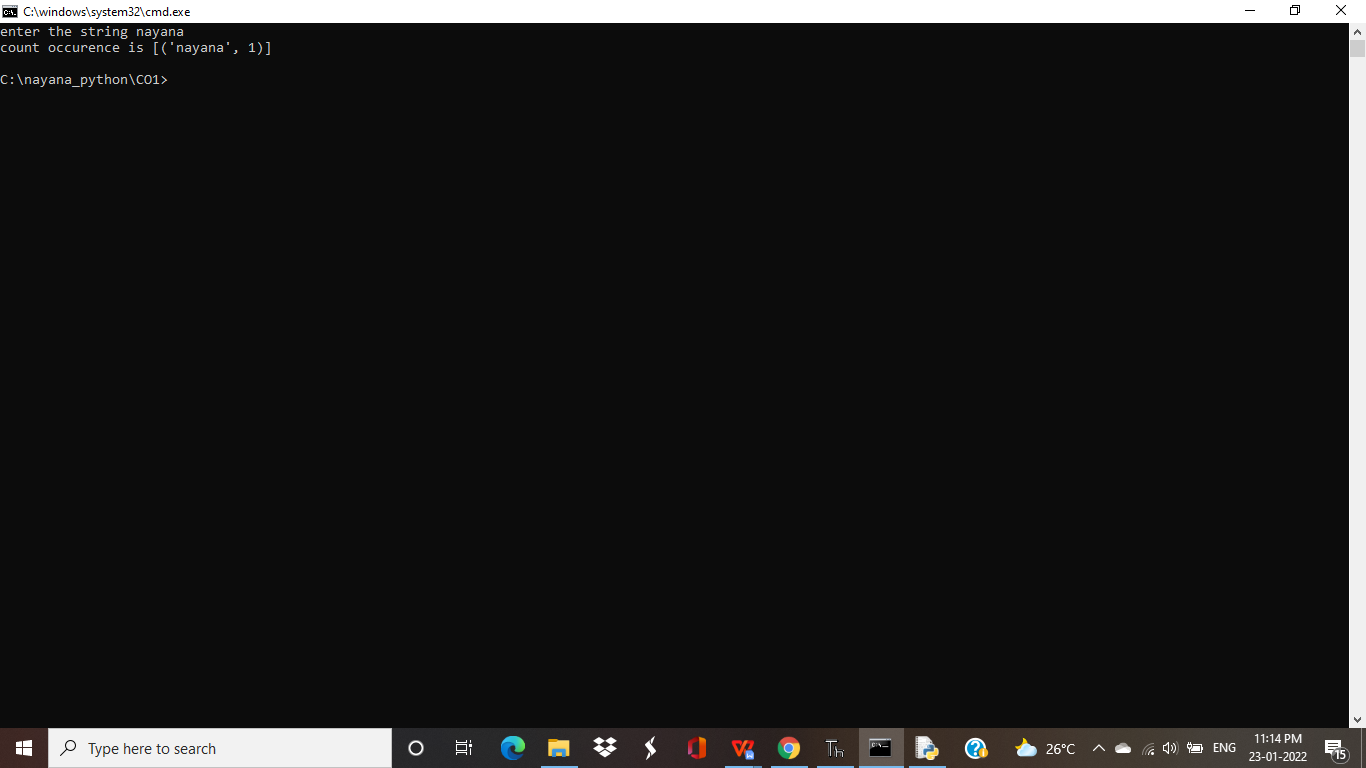 C:\windows\system32\cmd.exe
enter the string nayana
count occurence is [('nayana', 1)]
C:\nayana_python\CO1>
Type here to search
26°C
ENG
11:14 PM
23-01-2022
15